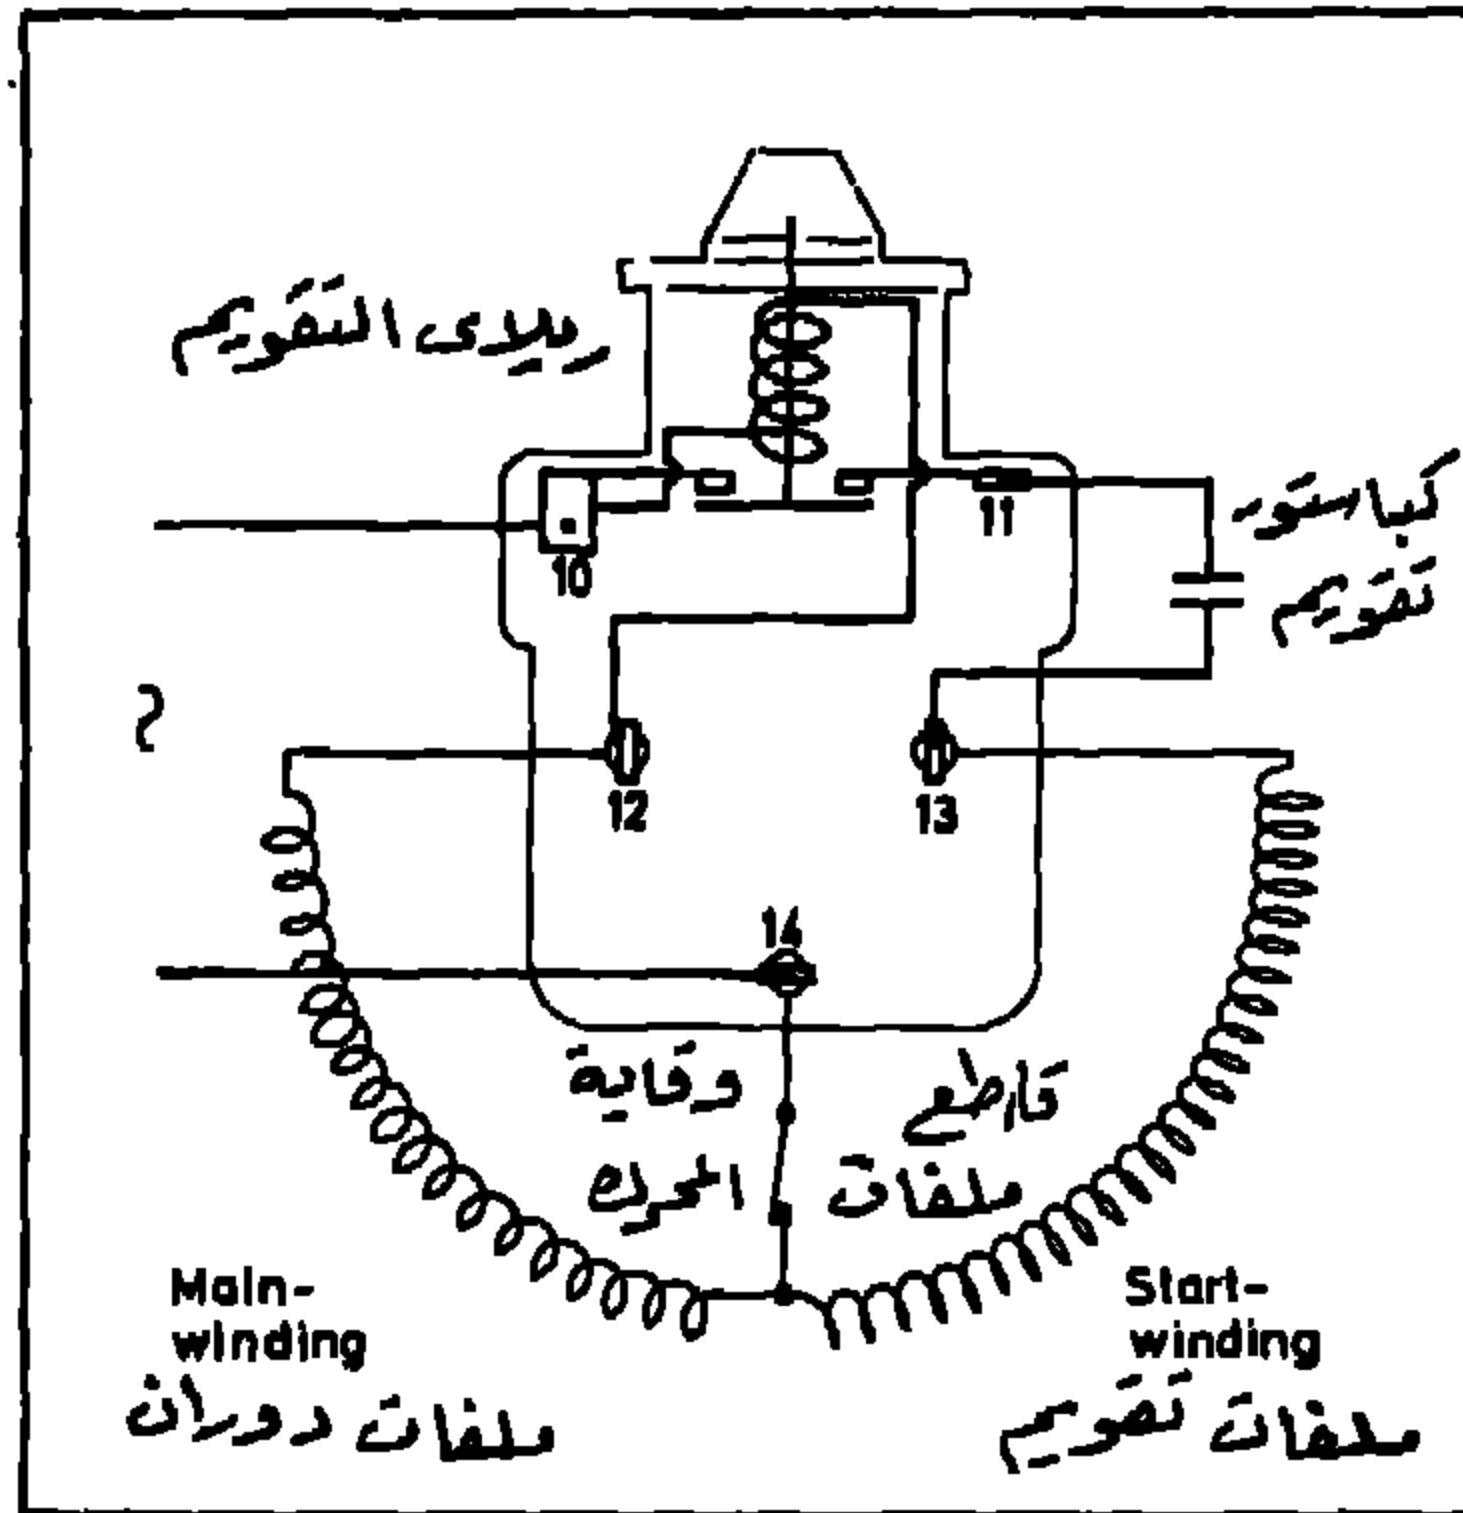 ريلاى التقويم
كباستور
تقويم
10
11
12
13
14
~
قاطع وقاية
ملفات المحرك
Main-
winding
ملفات دوران
Start-
winding
ملفات تقويم